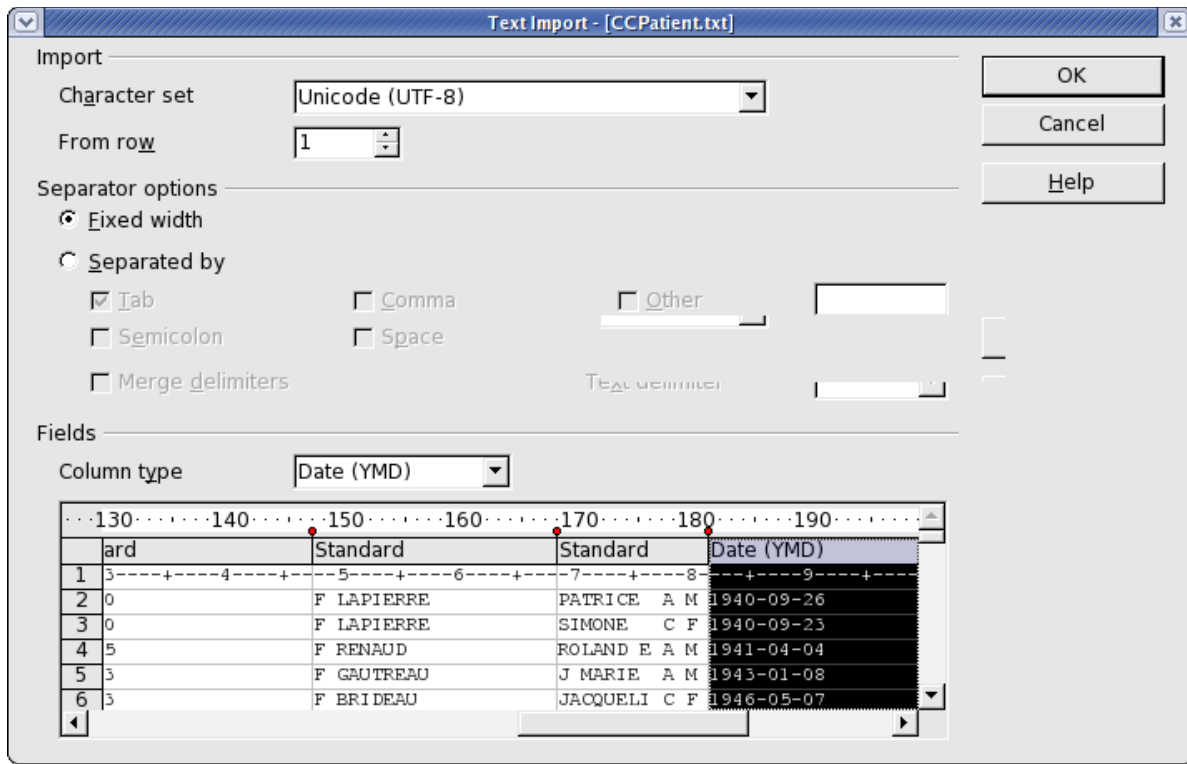 Text Import - [CCPatient.txt]
Import
Character set Unicode (UTF-8)
From row 1
OK
Cancel
Help
Separator options
Fixed width
Separated by
Tab Comma Other
Semicolon Space
Merge delimiters Text delimiter
Fields
Column type Date (YMD)
130 140 150 160 170 180 190
ard Standard Standard Date (YMD)
1 3----+----4----+----5----+----6----+----7----+----8----+----9----+----
2 0 F LAPIERRE PATRICE A M 1940-09-26
3 0 F LAPIERRE SIMONE C F 1940-09-23
4 5 F RENAUD ROLAND E A M 1941-04-04
5 3 F GAUTREAU J MARIE A M 1943-01-08
6 3 F BRIDEAU JACQUELI C F 1946-05-07